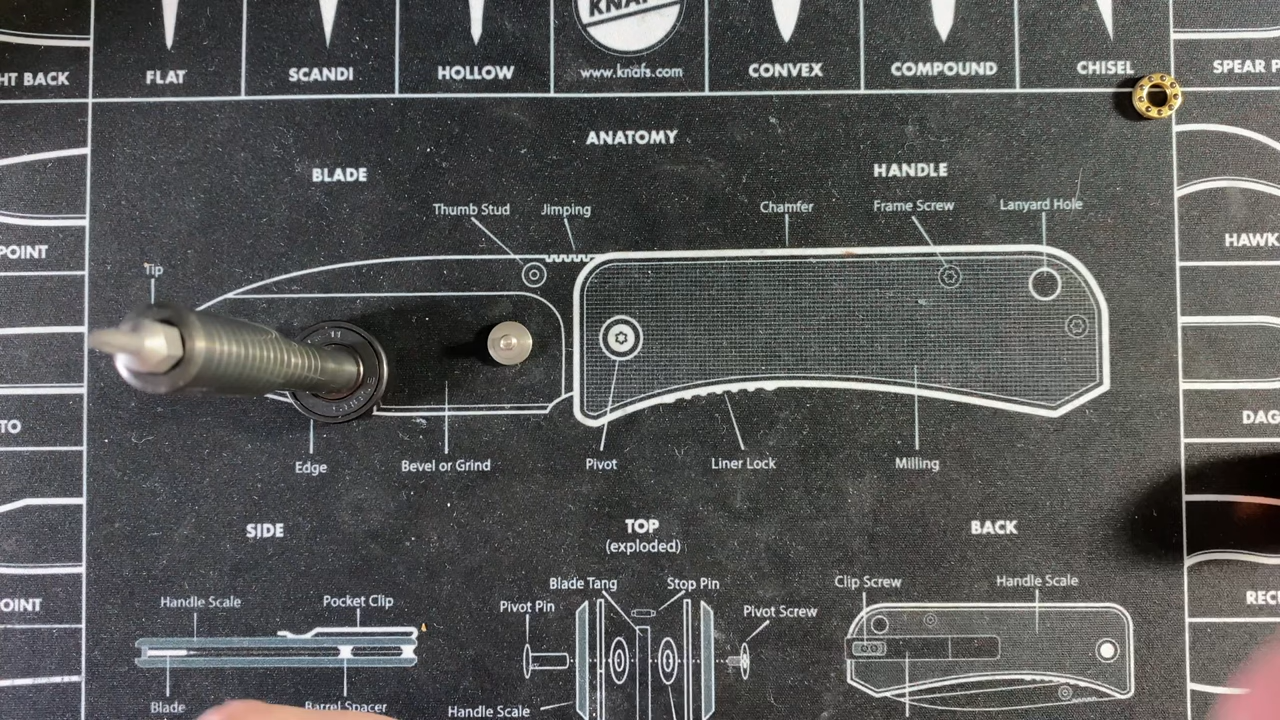 KNAFS
HT BACK
FLAT
SCANDI
HOLLOW
www.knafs.com
CONVEX
COMPOUND
CHISEL
SPEAR P
ANATOMY
BLADE
HANDLE
Thumb Stud
Jimping
Chamfer
Frame Screw
Lanyard Hole
POINT
HAWK
Tip
TO
DAG
Edge
Bevel or Grind
Pivot
Liner Lock
Milling
SIDE
TOP
(exploded)
BACK
Blade Tang
Stop Pin
Clip Screw
Handle Scale
OINT
Handle Scale
Pocket Clip
Pivot Pin
Pivot Screw
REC
Blade
Barrel Spacer
Handle Scale